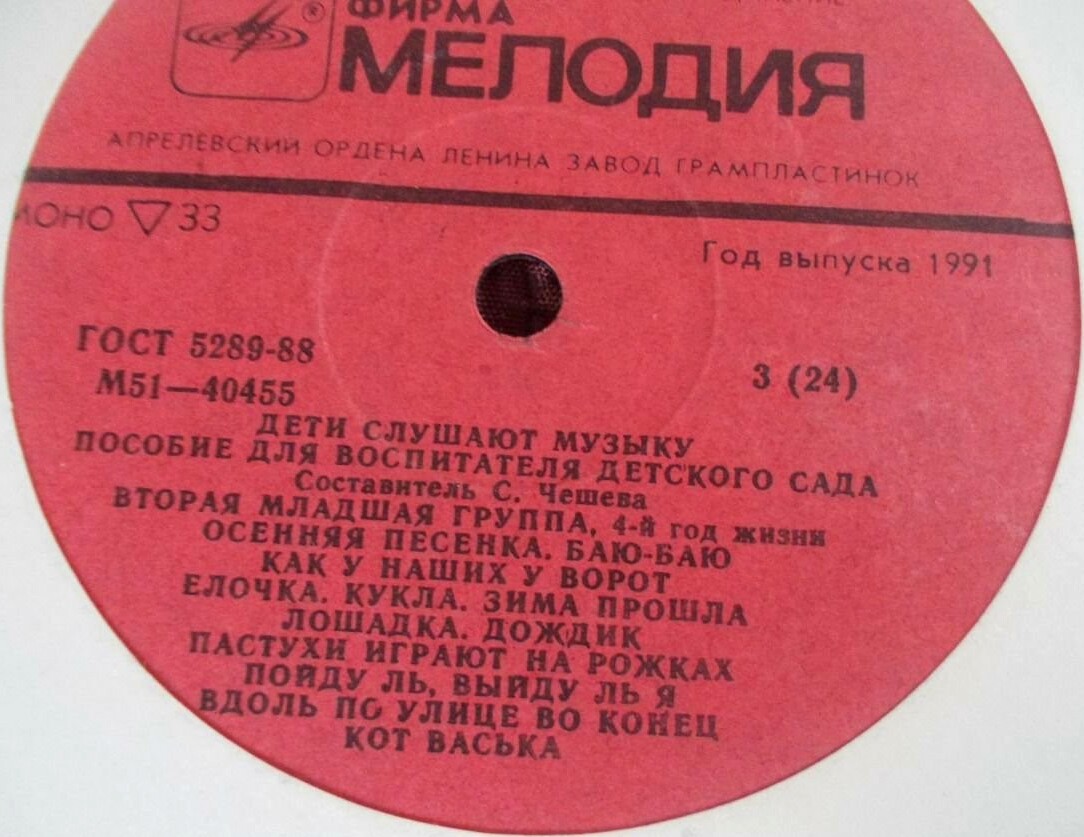 ФИРМА
МЕЛОДИЯ
АПРЕЛЕВСКИЙ ОРДЕНА ЛЕНИНА ЗАВОД ГРАМПЛАСТИНОК
МОНО ▽ 33
Год выпуска 1991
ГОСТ 5289-88
М51—40455
3 (24)
ДЕТИ СЛУШАЮТ МУЗЫКУ
ПОСОБИЕ ДЛЯ ВОСПИТАТЕЛЯ ДЕТСКОГО САДА
Составитель С. Чешева
ВТОРАЯ МЛАДШАЯ ГРУППА, 4-й год жизни
ОСЕННЯЯ ПЕСЕНКА. БАЮ-БАЮ
КАК У НАШИХ У ВОРОТ
ЕЛОЧКА. КУКЛА. ЗИМА ПРОШЛА
ЛОШАДКА. ДОЖДИК
ПАСТУХИ ИГРАЮТ НА РОЖКАХ
ПОЙДУ ЛЬ, ВЫЙДУ ЛЬ Я
ВДОЛЬ ПО УЛИЦЕ ВО КОНЕЦ
КОТ ВАСЬКА